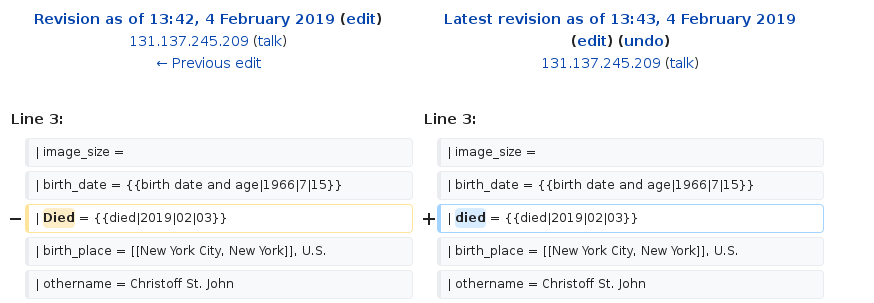 Revision as of 13:42, 4 February 2019 (edit)
131.137.245.209 (talk)
← Previous edit
Latest revision as of 13:43, 4 February 2019
(edit) (undo)
131.137.245.209 (talk)
Line 3:
Line 3:
| image_size =
| image_size =
| birth_date = {{birth date and age|1966|7|15}}
| birth_date = {{birth date and age|1966|7|15}}
− | Died = {{died|2019|02|03}}
+ | died = {{died|2019|02|03}}
| birth_place = [[New York City, New York]], U.S.
| birth_place = [[New York City, New York]], U.S.
| othername = Christoff St. John
| othername = Christoff St. John